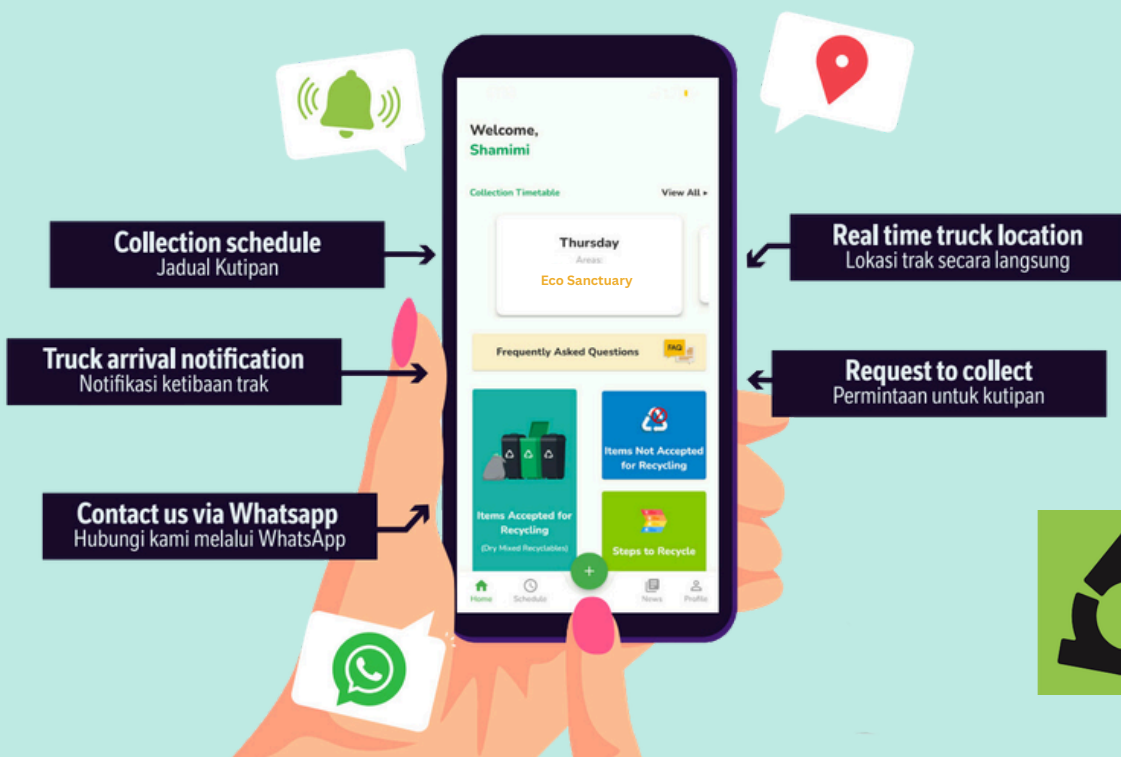 Welcome,
Shamimi
Collection Timetable
View All ▸
Thursday
Areas:
Eco Sanctuary
Frequently Asked Questions
FAQ
Items Accepted for
Recycling
(Dry Mixed Recyclables)
Items Not Accepted
for Recycling
Steps to Recycle
+
Home
Schedule
News
Profile
Collection schedule
Jadual Kutipan
Truck arrival notification
Notifikasi ketibaan trak
Contact us via Whatsapp
Hubungi kami melalui WhatsApp
Real time truck location
Lokasi trak secara langsung
Request to collect
Permintaan untuk kutipan